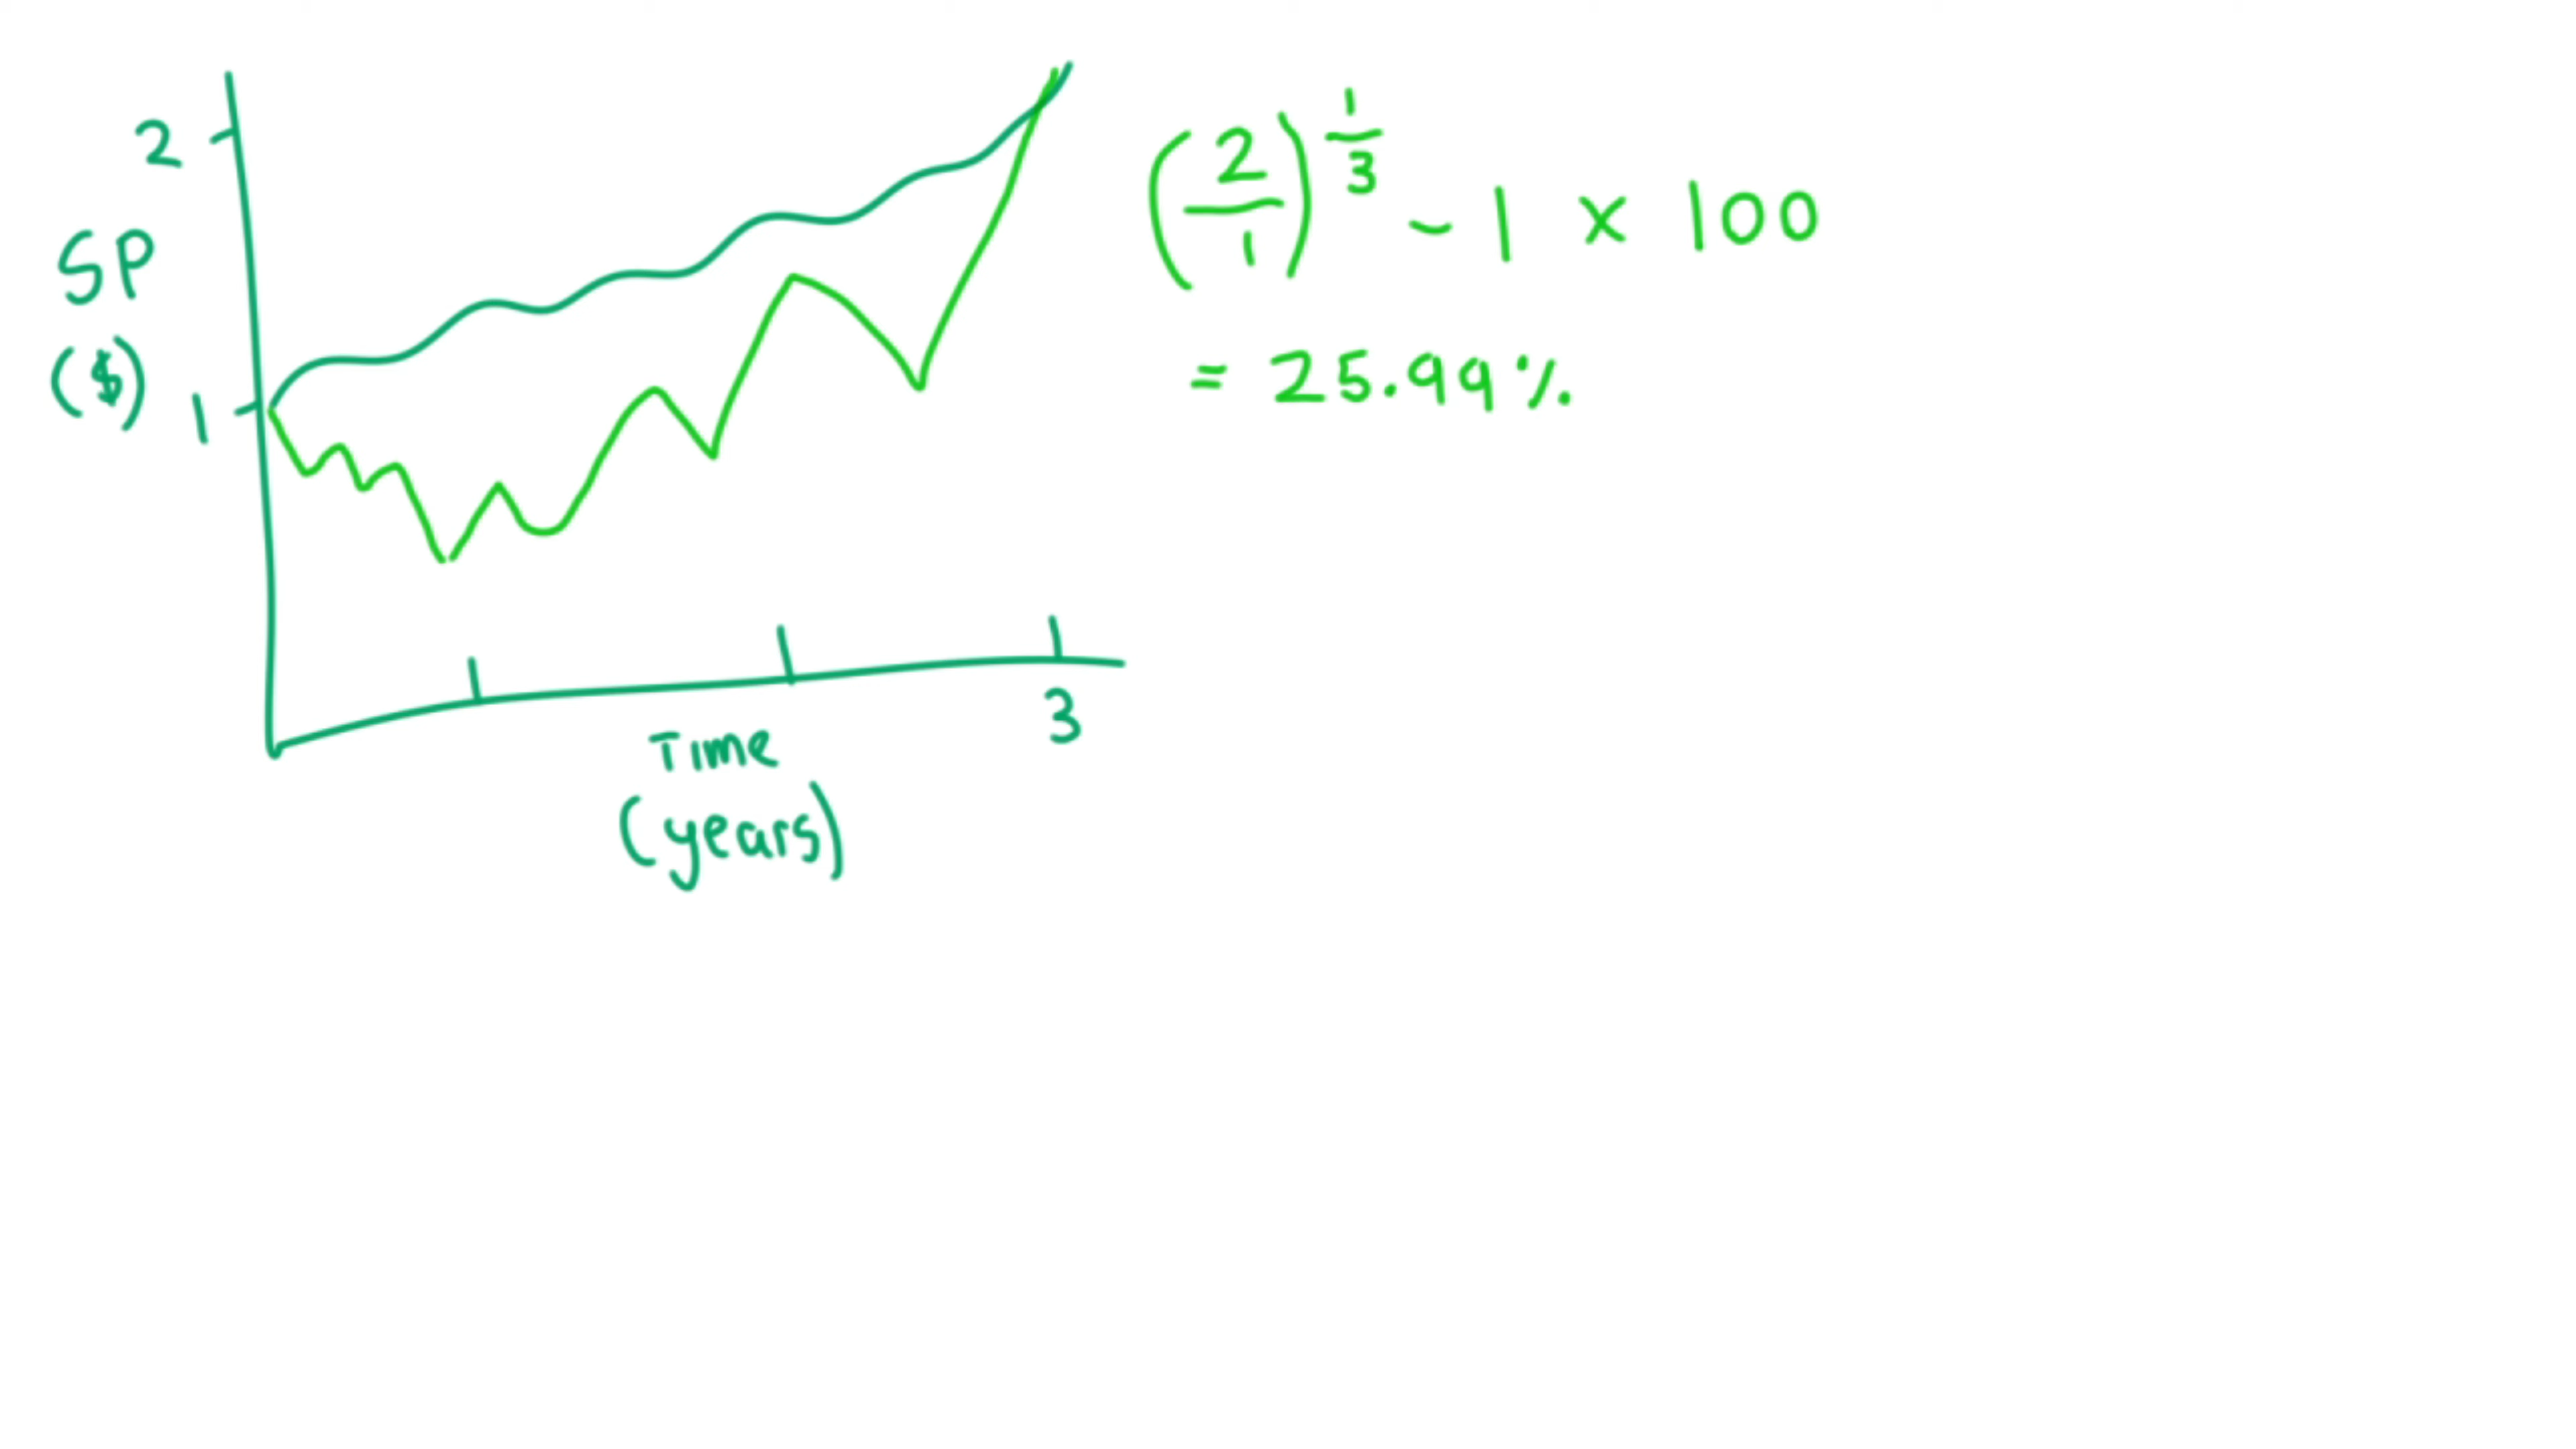 2
SP
($)
1
3
Time
(years)
(2/1)^(1/3) - 1 x 100
= 25.99%